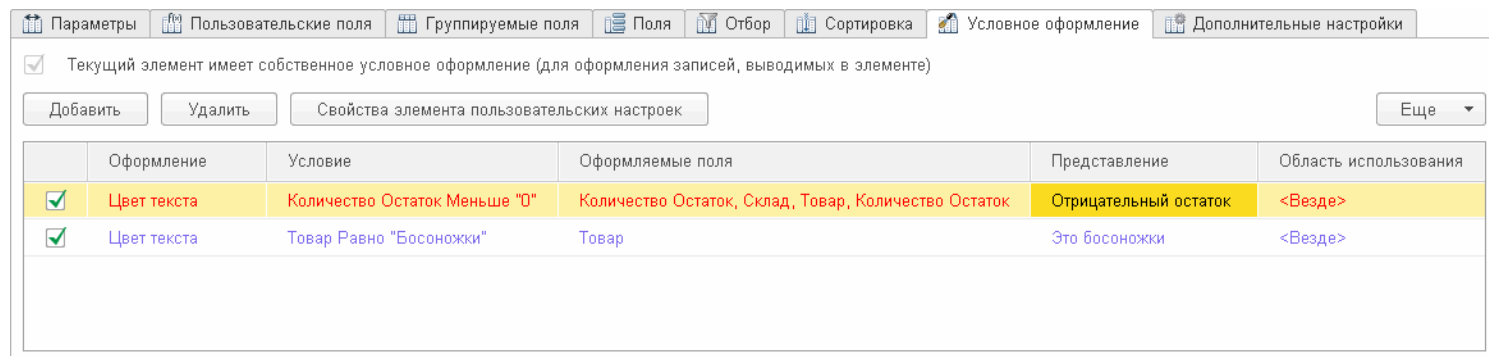 Параметры Пользовательские поля Группируемые поля Поля Отбор Сортировка Условное оформление Дополнительные настройки
Текущий элемент имеет собственное условное оформление (для оформления записей, выводимых в элементе)
Добавить Удалить Свойства элемента пользовательских настроек Еще
Оформление Условие Оформляемые поля Представление Область использования
Цвет текста Количество Остаток Меньше "0" Количество Остаток, Склад, Товар, Количество Остаток Отрицательный остаток <Везде>
Цвет текста Товар Равно "Босоножки" Товар Это босоножки <Везде>